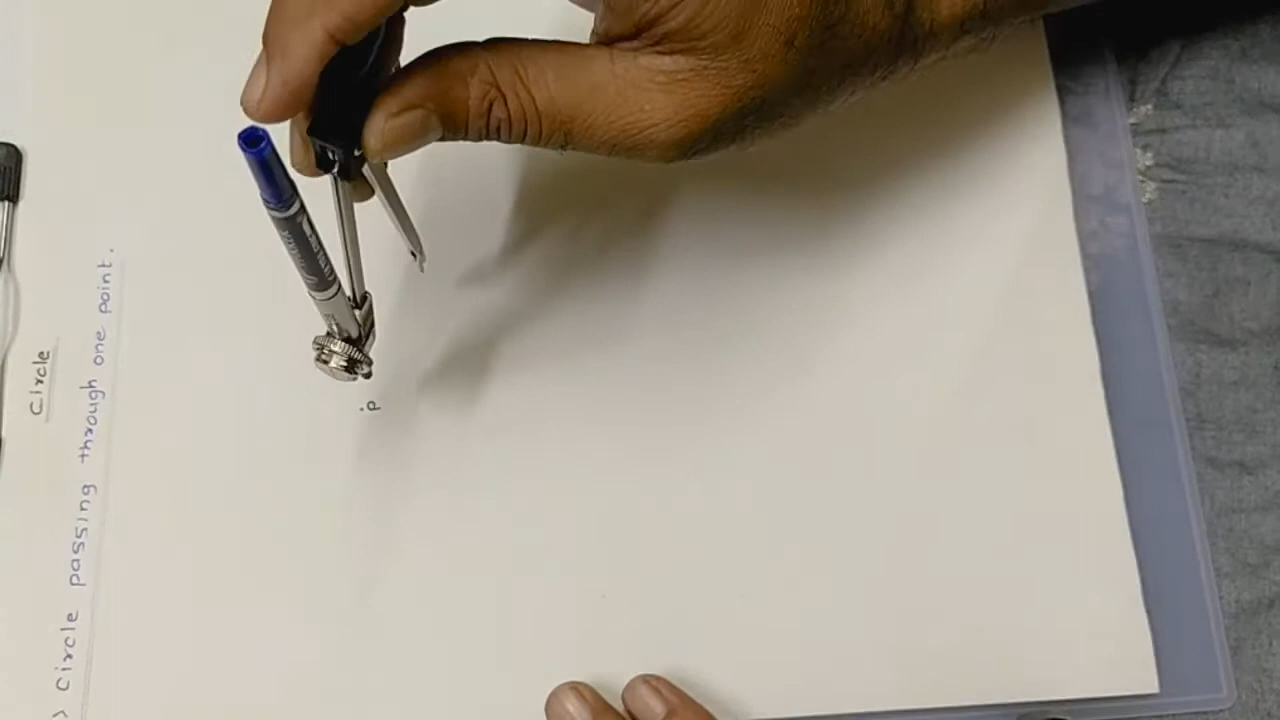 Circle
> Circle passing through one point.
P